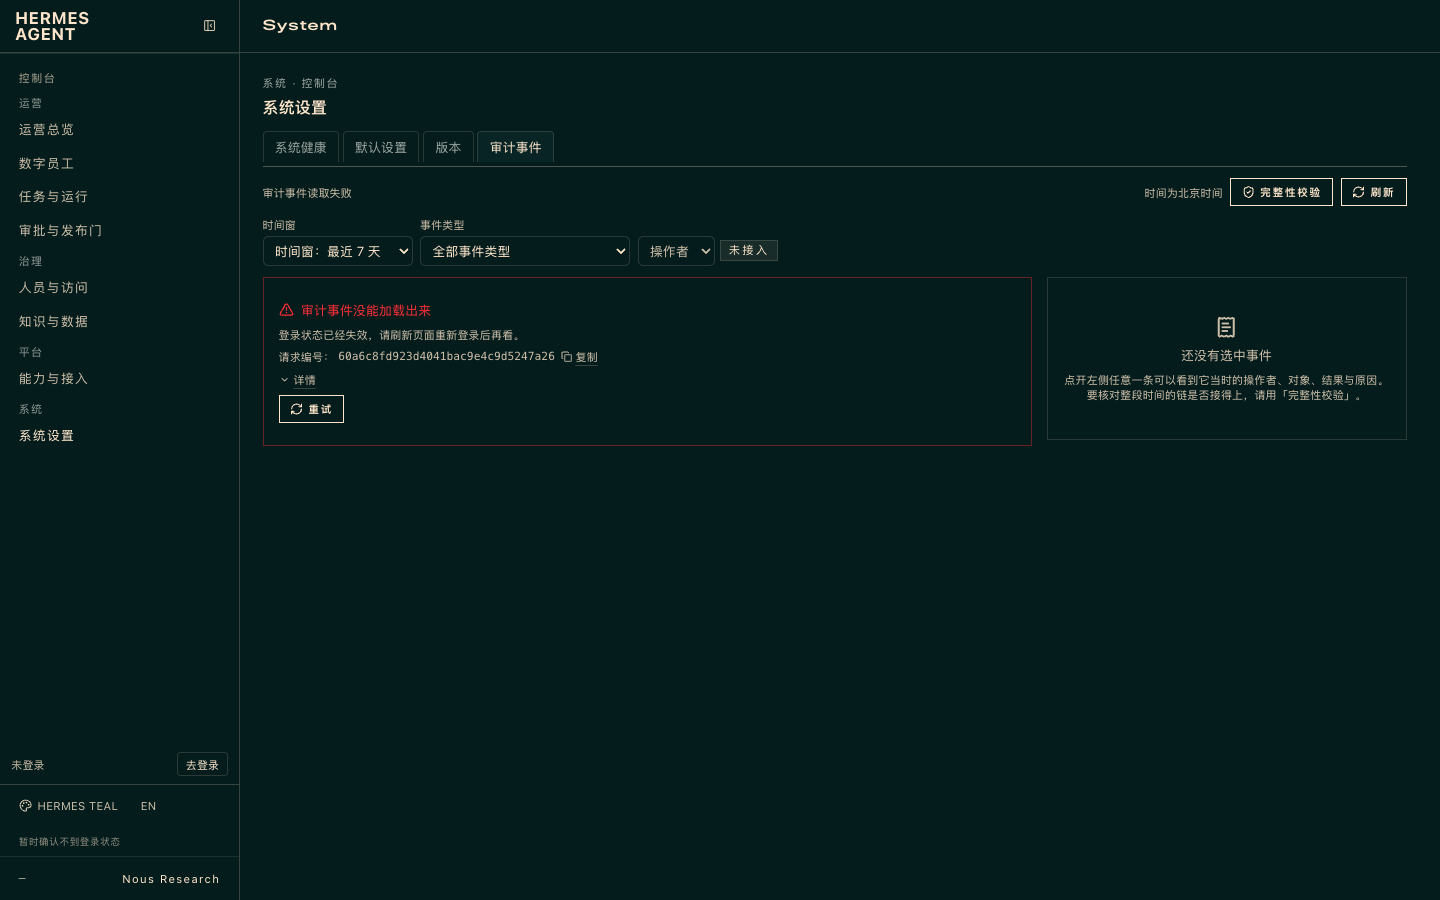 HERMES
AGENT
System
控制台
运营
运营总览
数字员工
任务与运行
审批与发布门
治理
人员与访问
知识与数据
平台
能力与接入
系统
系统设置
未登录
去登录
HERMES TEAL
EN
暂时确认不到登录状态
—
Nous Research
系统 · 控制台
系统设置
系统健康
默认设置
版本
审计事件
审计事件读取失败
时间为北京时间
完整性校验
刷新
时间窗
事件类型
时间窗：最近 7 天
全部事件类型
操作者
未接入
审计事件没能加载出来
登录状态已经失效，请刷新页面重新登录后再看。
请求编号： 60a6c8fd923d4041bac9e4c9d5247a26 复制
详情
重试
还没有选中事件
点开左侧任意一条可以看到它当时的操作者、对象、结果与原因。
要核对整段时间的链是否接得上，请用「完整性校验」。